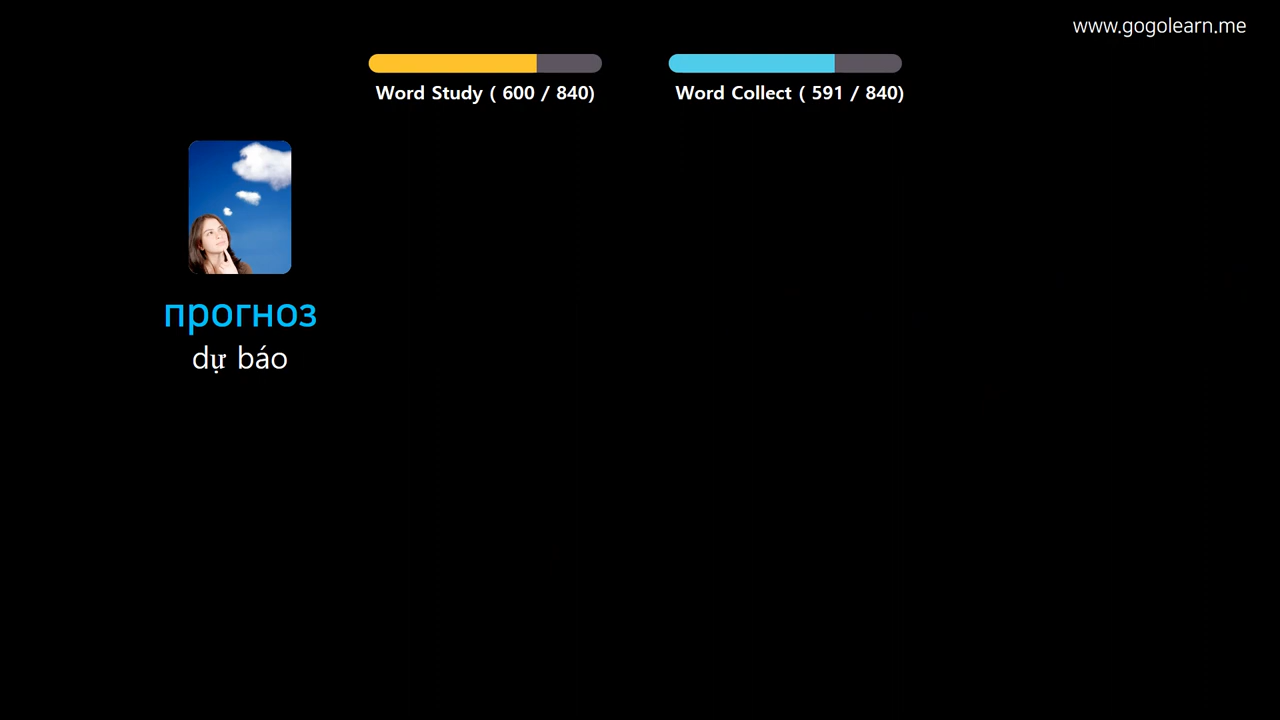 www.gogolearn.me
Word Study ( 600 / 840)
Word Collect ( 591 / 840)
прогноз
dự báo